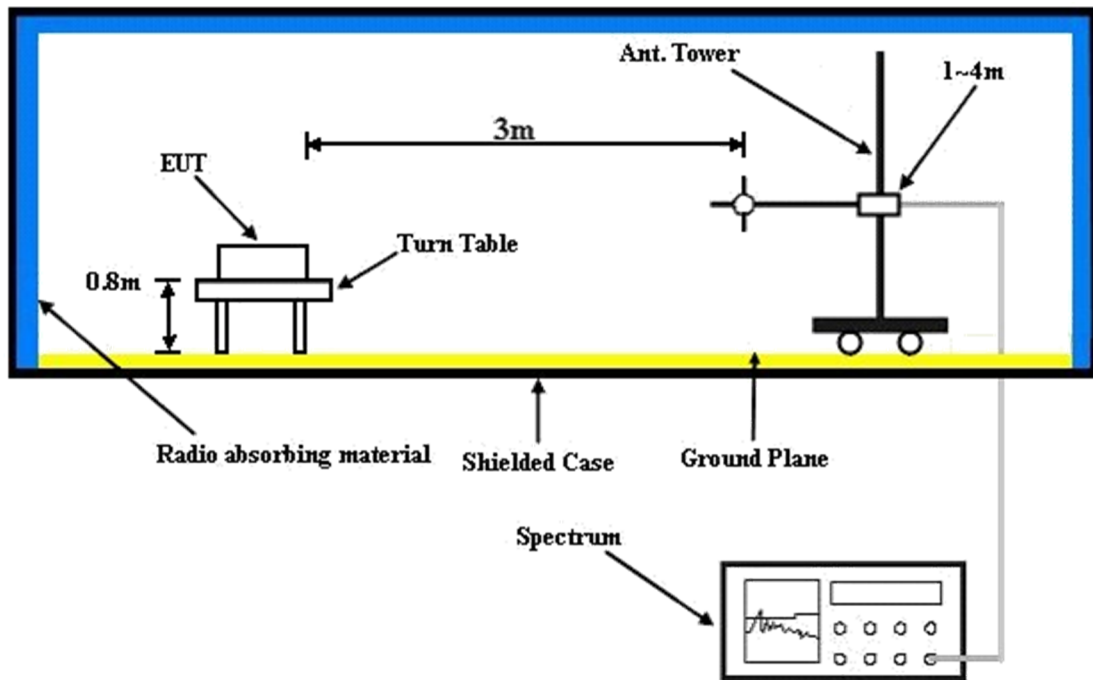 Ant. Tower
1~4m
3m
EUT
Turn Table
0.8m
Radio absorbing material
Shielded Case
Ground Plane
Spectrum